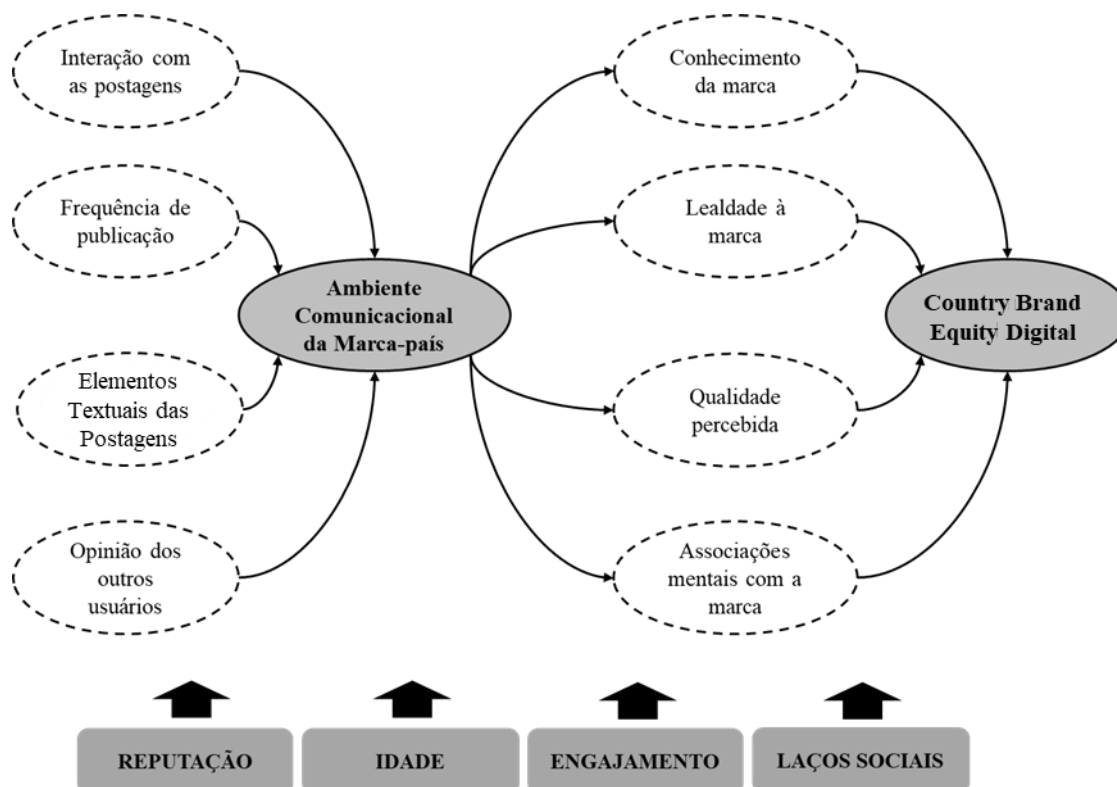 Interação com
as postagens
Frequência de
publicação
Elementos
Textuais das
Postagens
Opinião dos
outros
usuários
Ambiente
Comunicacional
da Marca-país
Conhecimento
da marca
Lealdade à
marca
Qualidade
percebida
Associações
mentais com a
marca
Country Brand
Equity Digital
REPUTAÇÃO
IDADE
ENGAJAMENTO
LAÇOS SOCIAIS